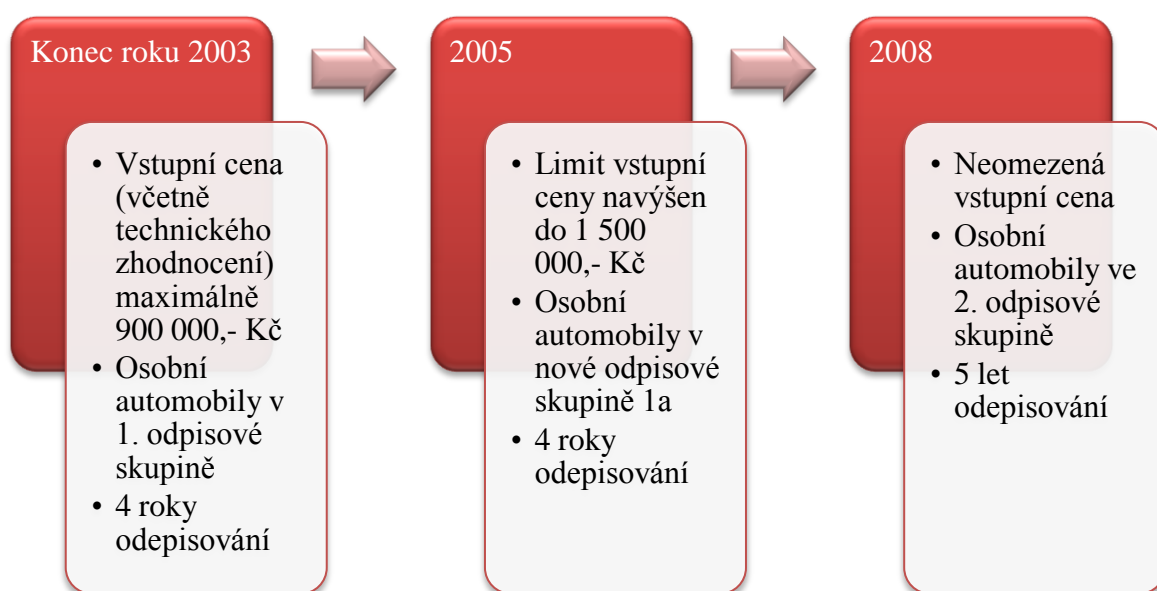 Konec roku 2003
• Vstupní cena
(včetně
technického
zhodnocení)
maximálně
900 000,- Kč
• Osobní
automobily v
1. odpisové
skupině
• 4 roky
odepisování
2005
• Limit vstupní
ceny navýšen
do 1 500
000,- Kč
• Osobní
automobily v
nové odpisové
skupině 1a
• 4 roky
odepisování
2008
• Neomezená
vstupní cena
• Osobní
automobily ve
2. odpisové
skupině
• 5 let
odepisování